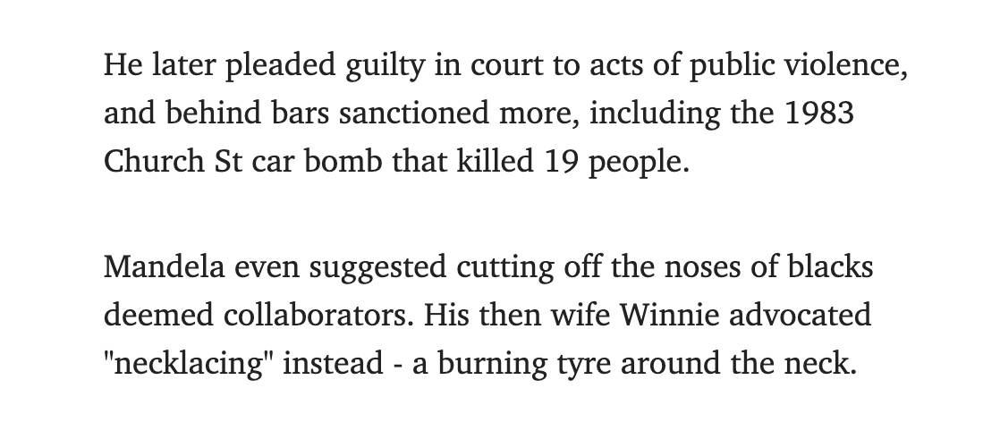 He later pleaded guilty in court to acts of public violence,
and behind bars sanctioned more, including the 1983
Church St car bomb that killed 19 people.
Mandela even suggested cutting off the noses of blacks
deemed collaborators. His then wife Winnie advocated
"necklacing" instead - a burning tyre around the neck.